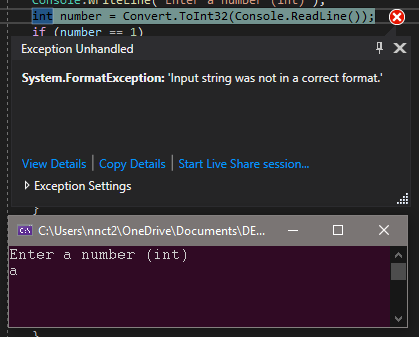 Console.WriteLine("Enter a number (int)");
int number = Convert.ToInt32(Console.ReadLine());
if (number == 1)
Exception Unhandled
System.FormatException: 'Input string was not in a correct format.'
View Details | Copy Details | Start Live Share session...
Exception Settings
}
C:\Users\nnct2\OneDrive\Documents\DE...
Enter a number (int)
a
}